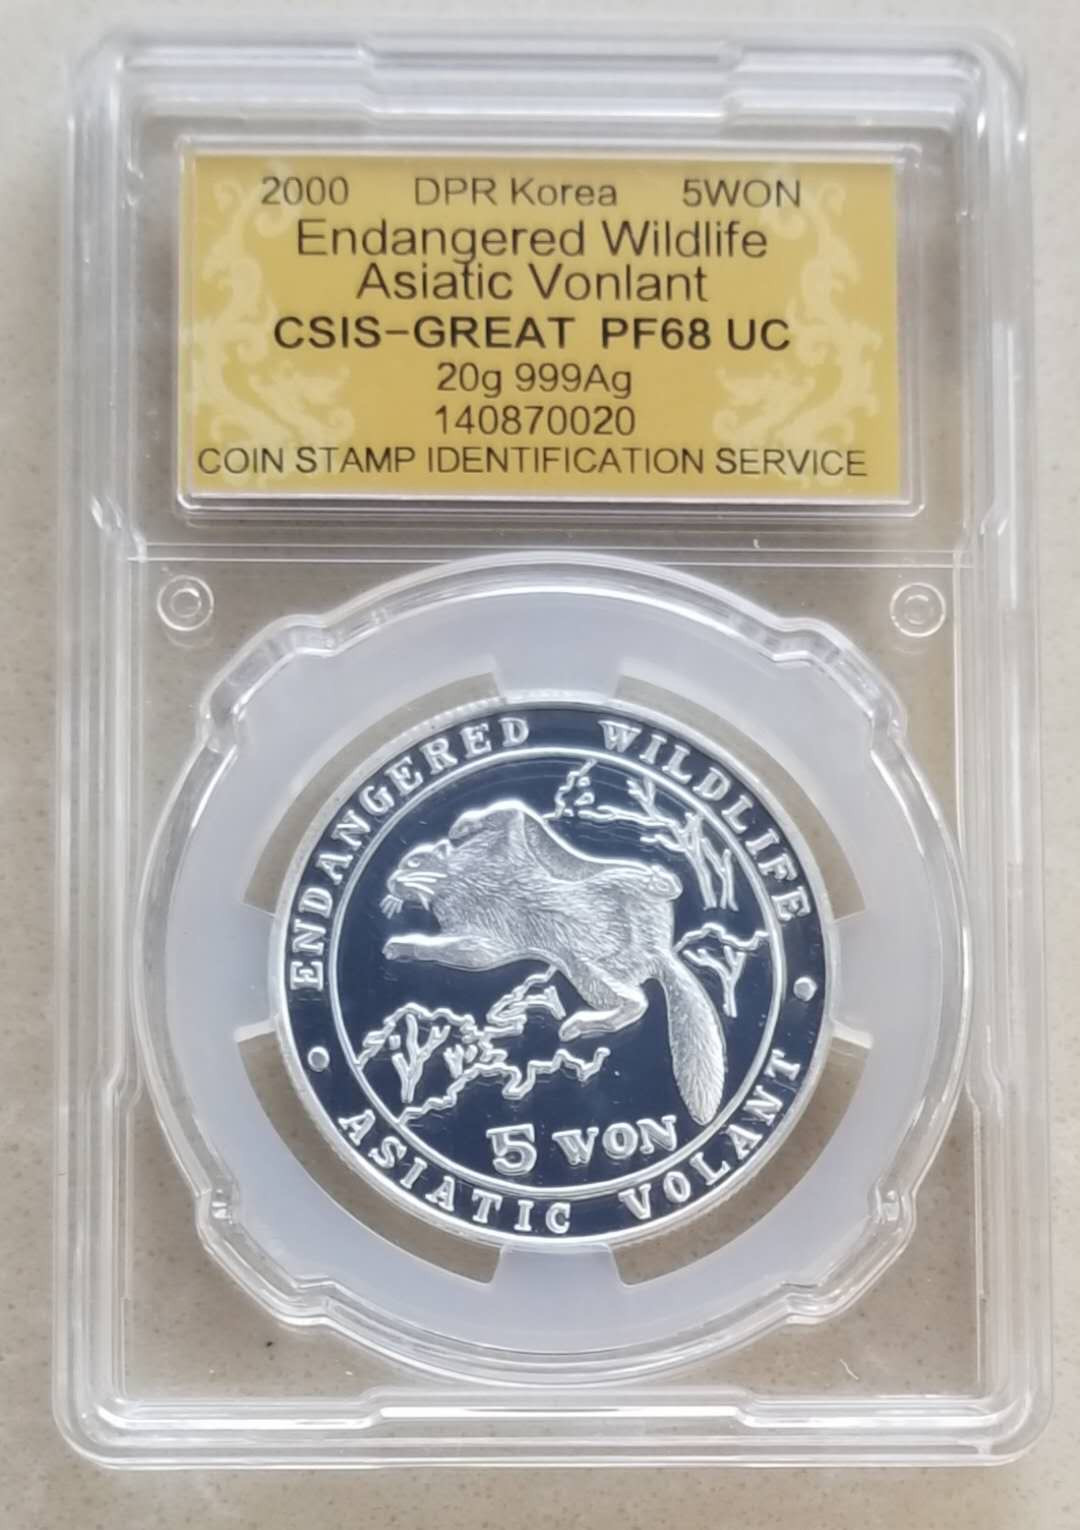 2000 DPR Korea 5WON
Endangered Wildlife
Asiatic Vonlant
CSIS-GREAT PF68 UC
20g 999Ag
140870020
COIN STAMP IDENTIFICATION SERVICE
ENDANGERED WILDLIFE
5 WON
ASIATIC VOLANT